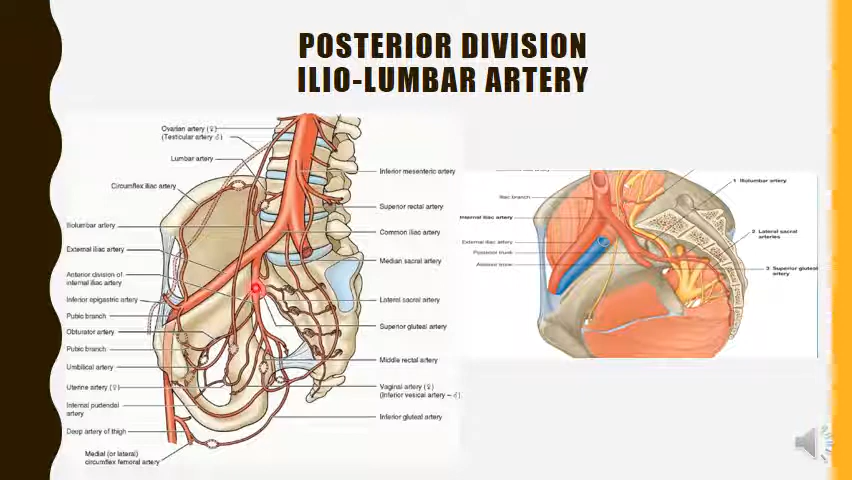 POSTERIOR DIVISION
ILIO-LUMBAR ARTERY
Ovarian artery (♀)
(Testicular artery ♂)
Lumbar artery
Circumflex iliac artery
Iliolumbar artery
External iliac artery
Anterior division of
internal iliac artery
Inferior epigastric artery
Pubic branch
Obturator artery
Pubic branch
Umbilical artery
Uterine artery (♀)
Internal pudendal
artery
Deep artery of thigh
Medial (or lateral)
circumflex femoral artery
Inferior mesenteric artery
Superior rectal artery
Common iliac artery
Median sacral artery
Lateral sacral artery
Superior gluteal artery
Middle rectal artery
Vaginal artery (♀)
(Inferior vesical artery – ♂)
Inferior gluteal artery
Iliac branch
Internal iliac artery
External iliac artery
Posterior trunk
Anterior trunk
1 Iliolumbar artery
2 Lateral sacral
arteries
3 Superior gluteal
artery